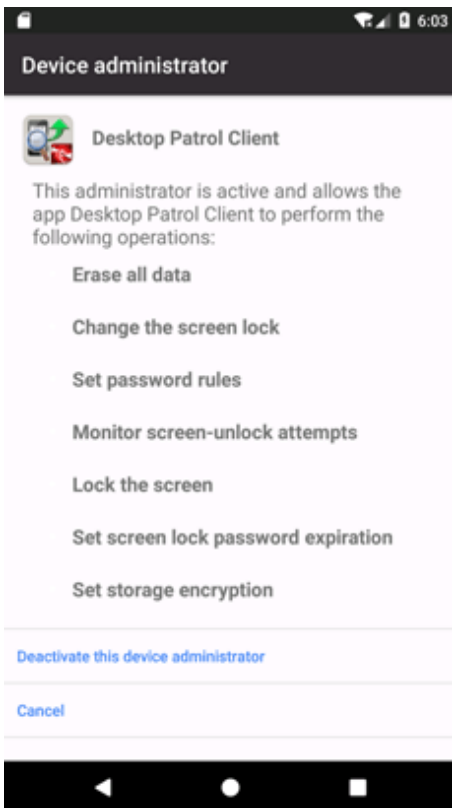 6:03
Device administrator
Desktop Patrol Client
This administrator is active and allows the
app Desktop Patrol Client to perform the
following operations:
Erase all data
Change the screen lock
Set password rules
Monitor screen-unlock attempts
Lock the screen
Set screen lock password expiration
Set storage encryption
Deactivate this device administrator
Cancel